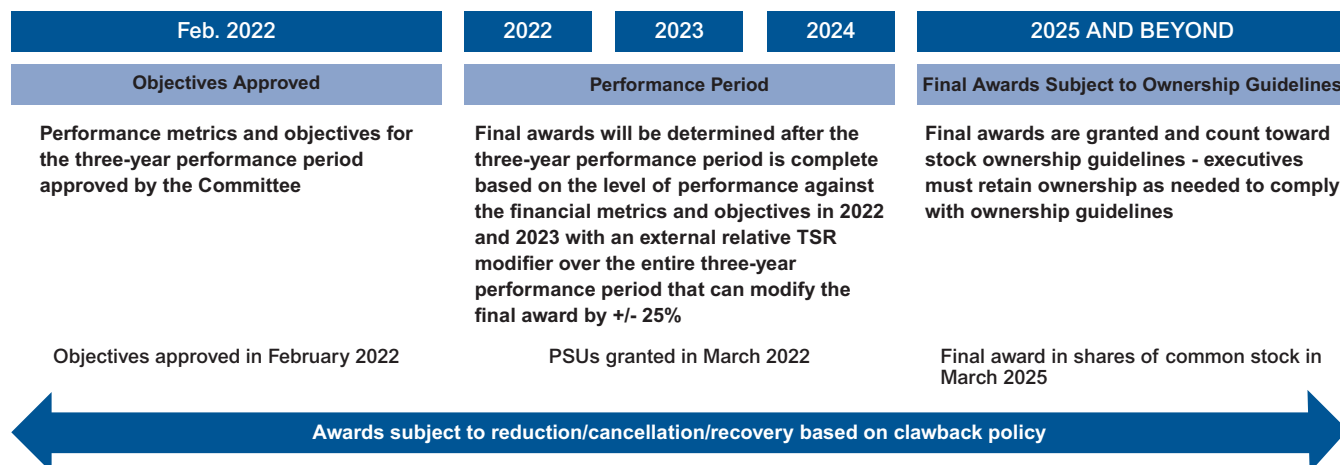 Feb. 2022
2022
2023
2024
2025 AND BEYOND
Objectives Approved
Performance Period
Final Awards Subject to Ownership Guidelines
Performance metrics and objectives for
the three-year performance period
approved by the Committee
Final awards will be determined after the
three-year performance period is complete
based on the level of performance against
the financial metrics and objectives in 2022
and 2023 with an external relative TSR
modifier over the entire three-year
performance period that can modify the
final award by +/- 25%
Final awards are granted and count toward
stock ownership guidelines - executives
must retain ownership as needed to comply
with ownership guidelines
Objectives approved in February 2022
PSUs granted in March 2022
Final award in shares of common stock in
March 2025
Awards subject to reduction/cancellation/recovery based on clawback policy